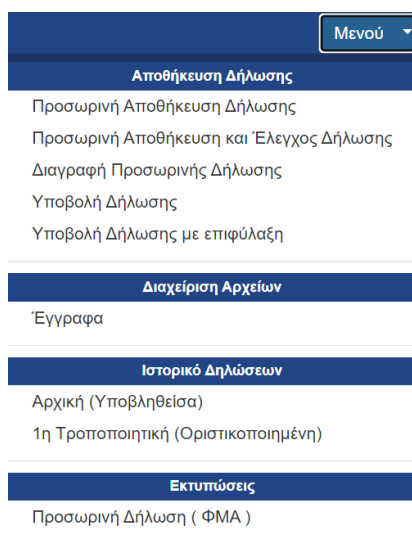 Μενού
Αποθήκευση Δήλωσης
Προσωρινή Αποθήκευση Δήλωσης
Προσωρινή Αποθήκευση και Έλεγχος Δήλωσης
Διαγραφή Προσωρινής Δήλωσης
Υποβολή Δήλωσης
Υποβολή Δήλωσης με επιφύλαξη
Διαχείριση Αρχείων
Έγγραφα
Ιστορικό Δηλώσεων
Αρχική (Υποβληθείσα)
1η Τροποποιητική (Οριστικοποιημένη)
Εκτυπώσεις
Προσωρινή Δήλωση ( ΦΜΑ )